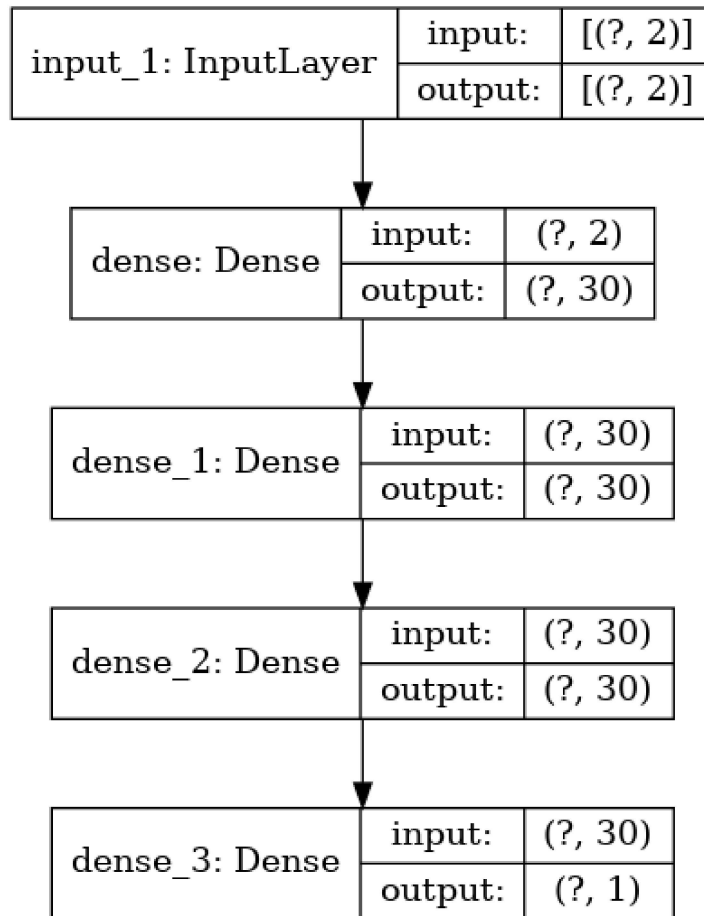 input_1: InputLayer
input: [(?, 2)]
output: [(?, 2)]
dense: Dense
input: (?, 2)
output: (?, 30)
dense_1: Dense
input: (?, 30)
output: (?, 30)
dense_2: Dense
input: (?, 30)
output: (?, 30)
dense_3: Dense
input: (?, 30)
output: (?, 1)